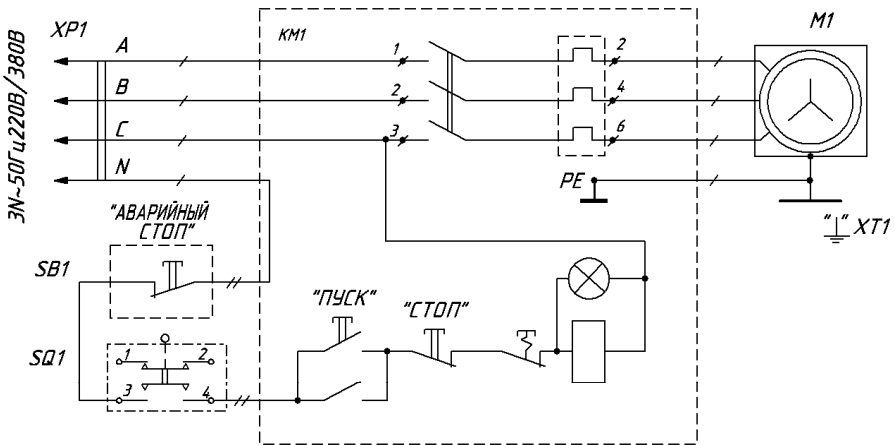 XP1
KM1
M1
3N~50Гц220В/380В
A
1
2
B
2
4
C
3
6
N
PE
"⏊" XT1
"АВАРИЙНЫЙ
СТОП"
SB1
"ПУСК"
"СТОП"
SQ1
1
2
3
4